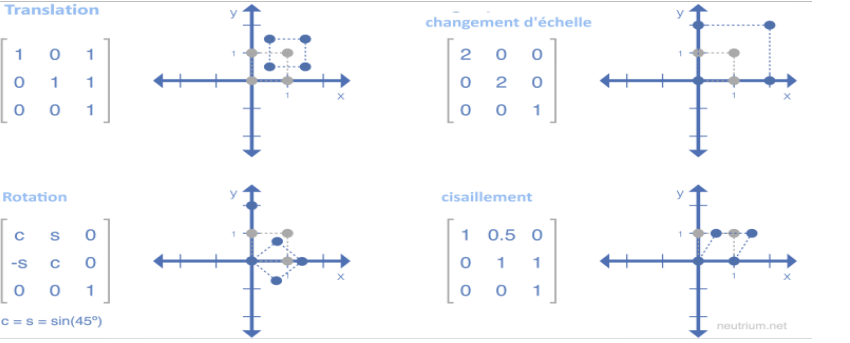 Translation
1 0 1
0 1 1
0 0 1
y
1
1
x
changement d'échelle
2 0 0
0 2 0
0 0 1
y
1
1
x
Rotation
c s 0
-s c 0
0 0 1
c = s = sin(45º)
y
1
1
x
cisaillement
1 0.5 0
0 1 1
0 0 1
y
1
1
x
neutrium.net